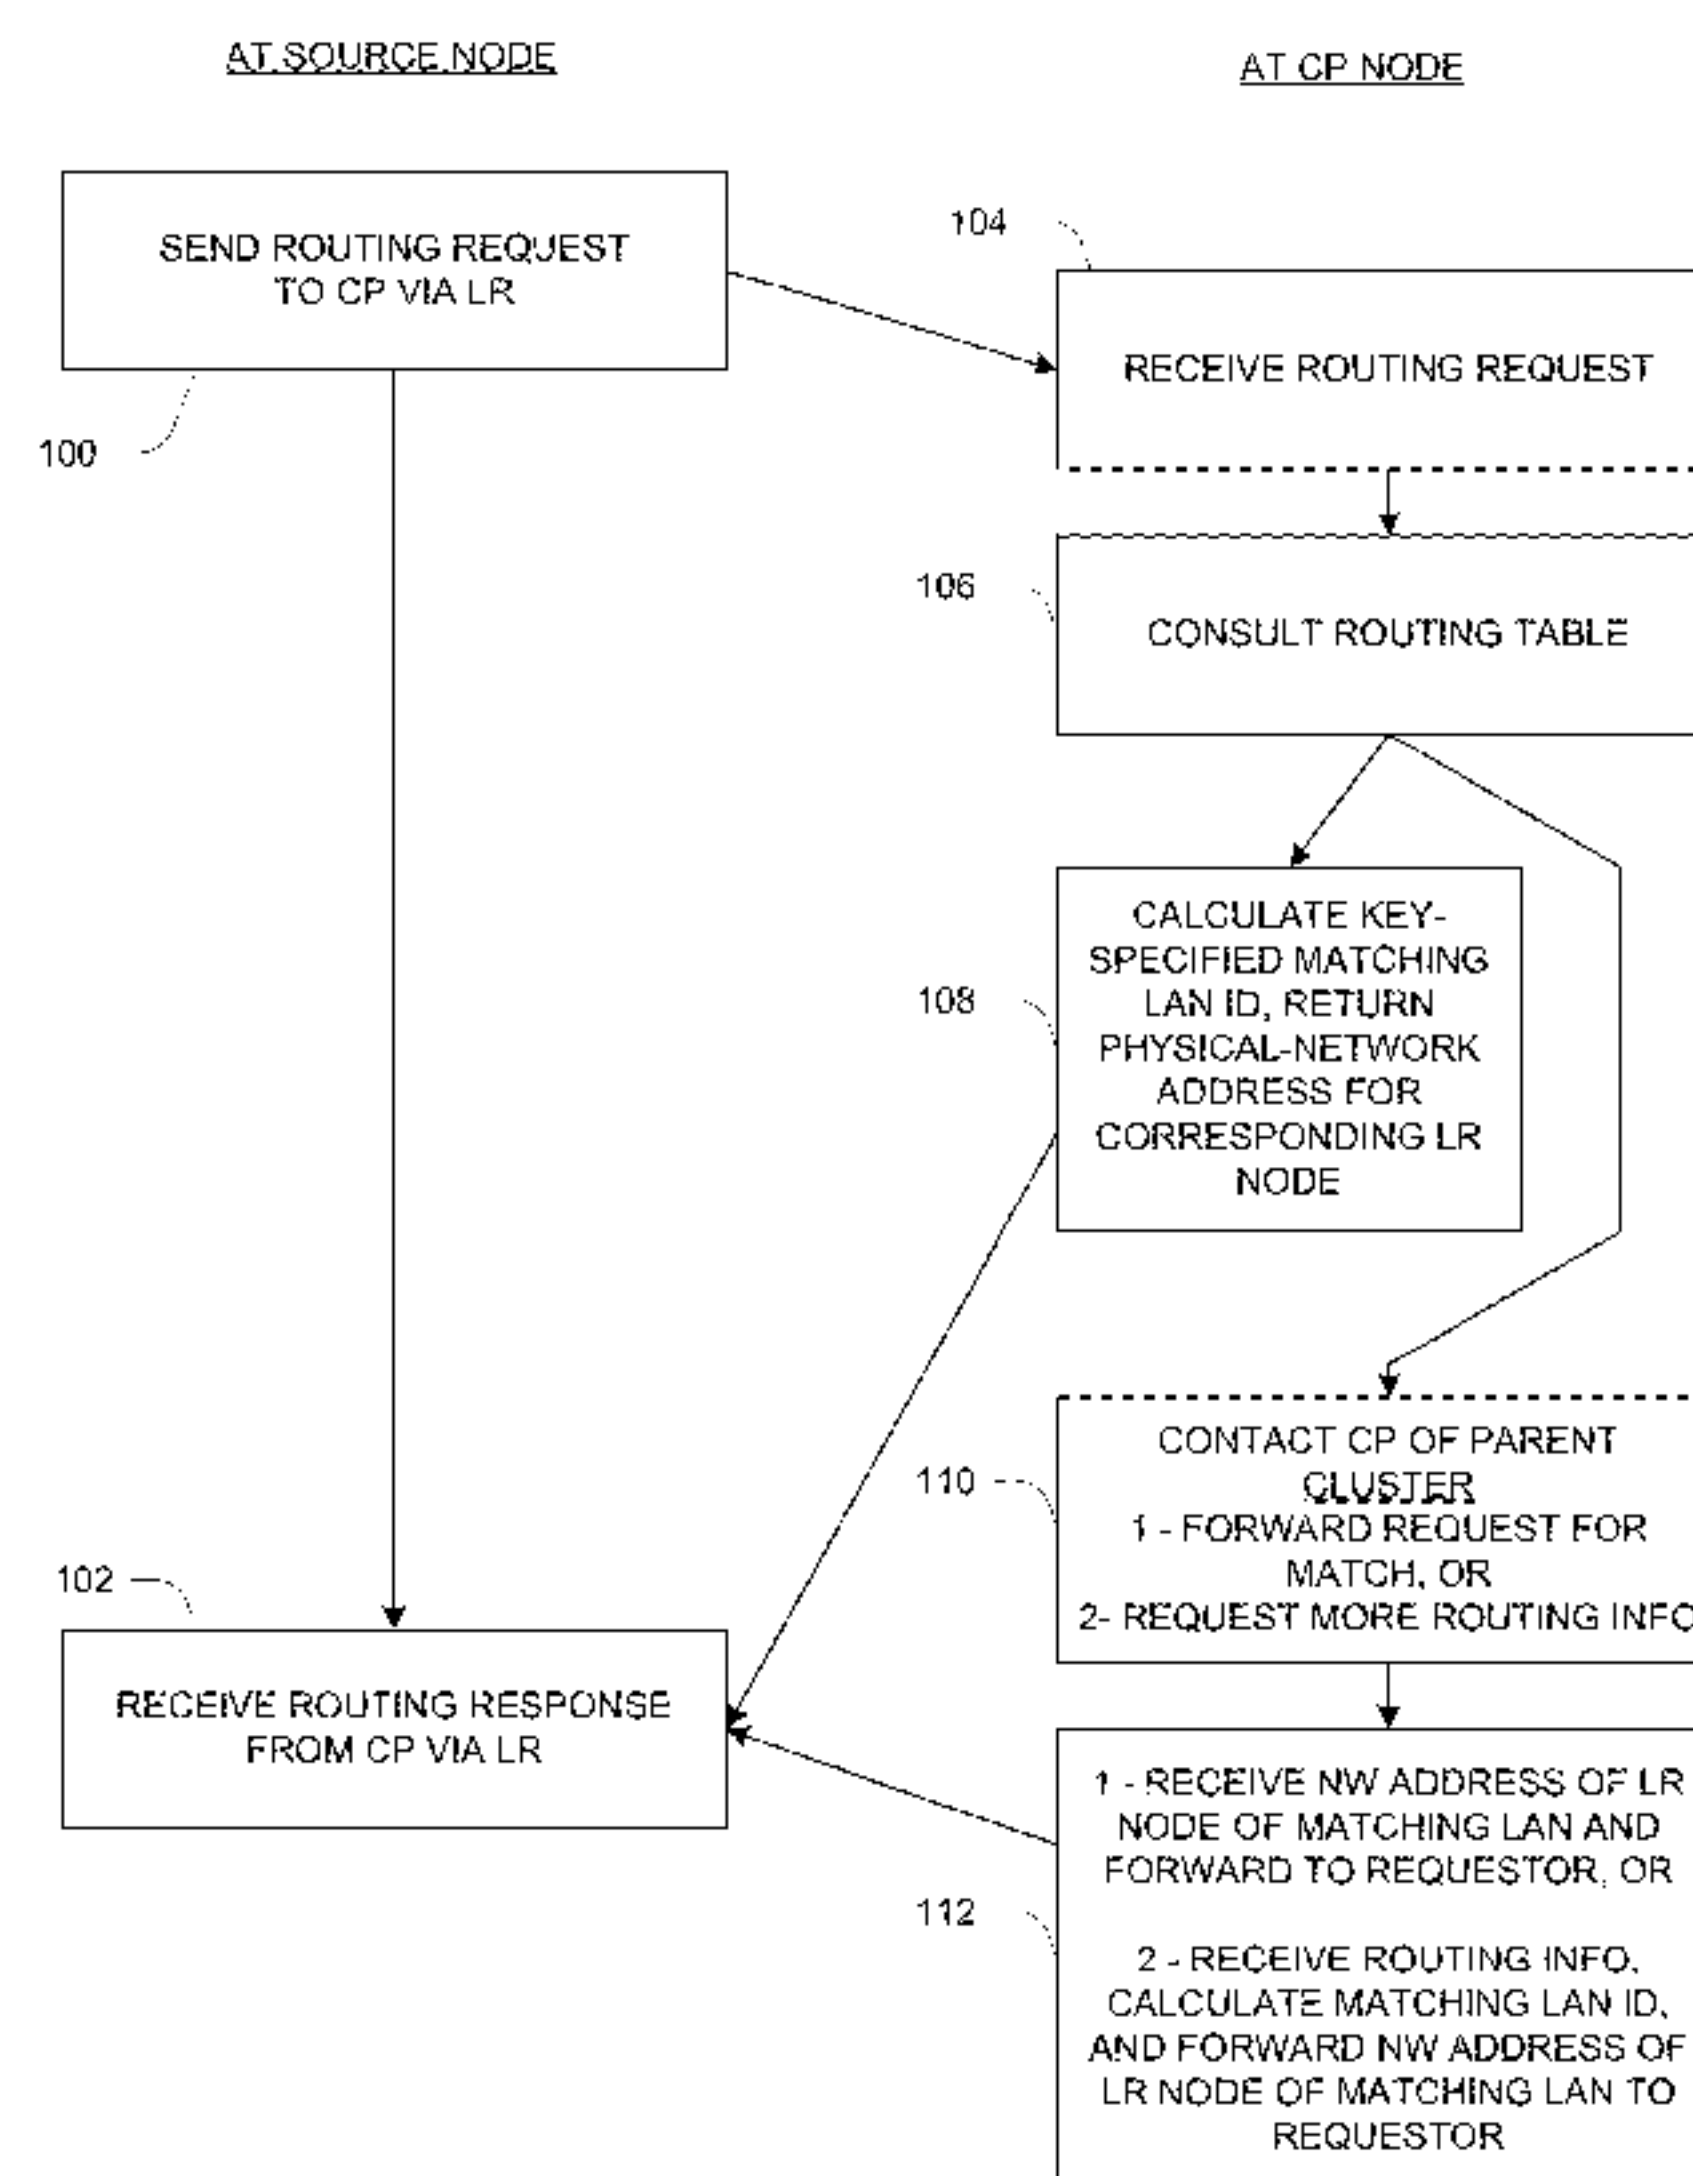 AT SOURCE NODE
AT CP NODE
SEND ROUTING REQUEST
TO CP VIA LR
100
104
RECEIVE ROUTING REQUEST
106
CONSULT ROUTING TABLE
108
CALCULATE KEY-
SPECIFIED MATCHING
LAN ID, RETURN
PHYSICAL-NETWORK
ADDRESS FOR
CORRESPONDING LR
NODE
110
CONTACT CP OF PARENT
CLUSTER
1 - FORWARD REQUEST FOR
MATCH, OR
2- REQUEST MORE ROUTING INFO
102
RECEIVE ROUTING RESPONSE
FROM CP VIA LR
112
1 - RECEIVE NW ADDRESS OF LR
NODE OF MATCHING LAN AND
FORWARD TO REQUESTOR, OR
2 - RECEIVE ROUTING INFO,
CALCULATE MATCHING LAN ID,
AND FORWARD NW ADDRESS OF
LR NODE OF MATCHING LAN TO
REQUESTOR